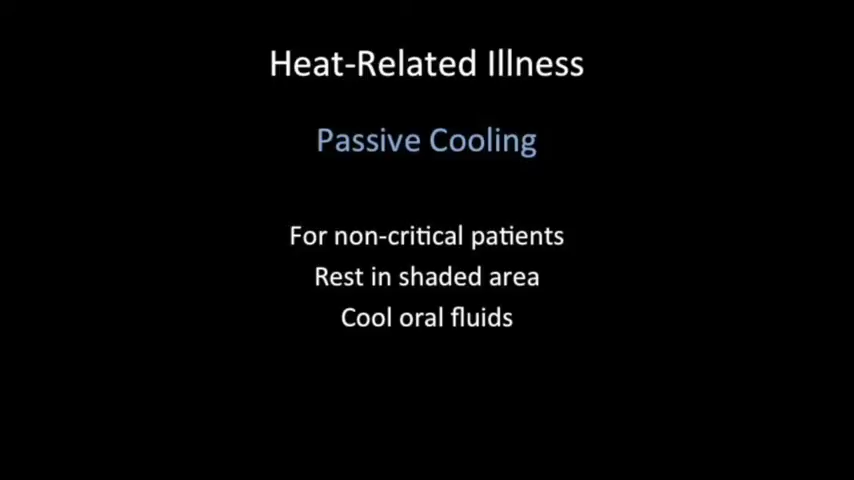 Heat-Related Illness
Passive Cooling
For non-critical patients
Rest in shaded area
Cool oral fluids